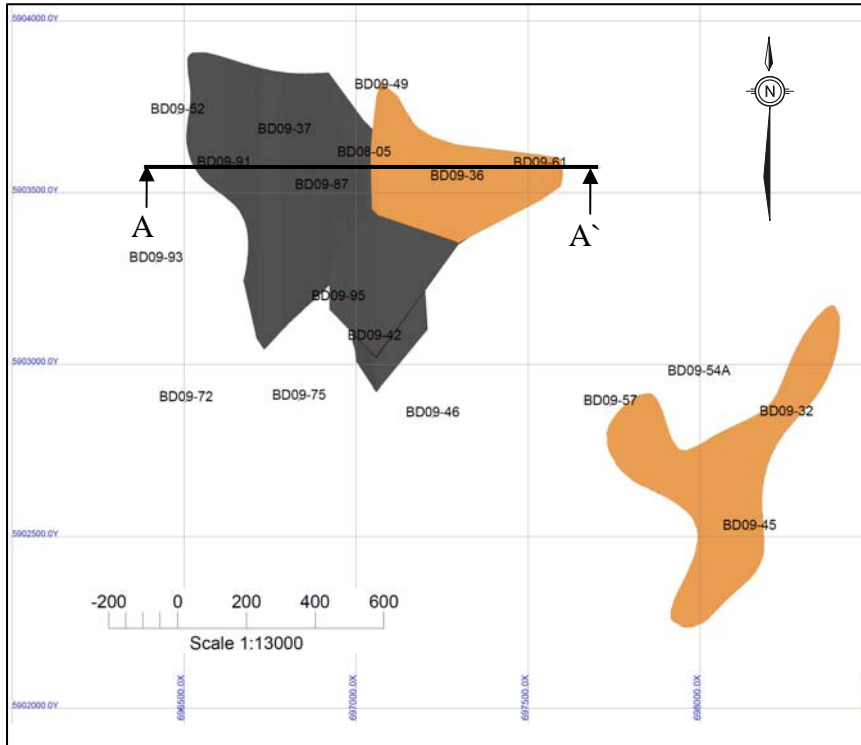 5904000.0Y
BD09-49
BD09-52
N
BD09-37
BD08-05
BD09-91
BD09-61
BD09-36
BD09-87
5903500.0Y
A
A`
BD09-93
BD09-95
BD09-42
5903000.0Y
BD09-54A
BD09-72
BD09-75
BD09-57
BD09-46
BD09-32
BD09-45
5902500.0Y
-200 0 200 400 600
Scale 1:13000
5902000.0Y
696500.0X
697000.0X
697500.0X
698000.0X